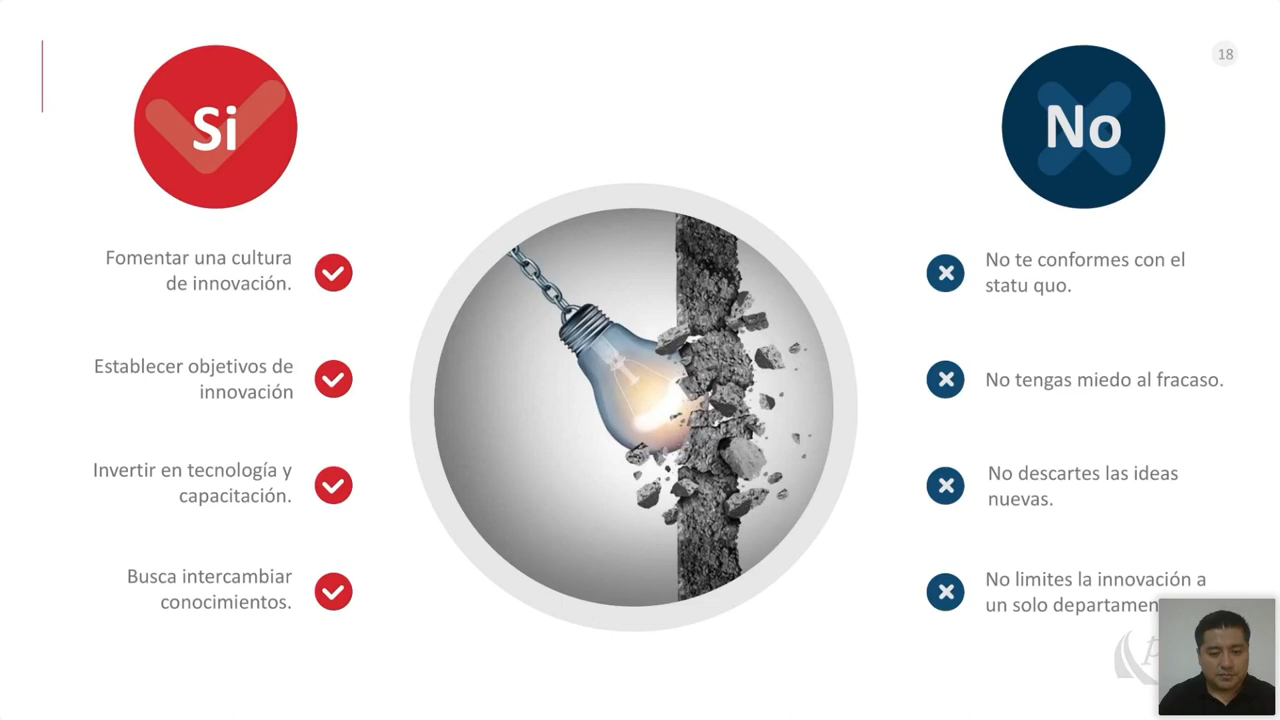 18
Si
Fomentar una cultura
de innovación.
Establecer objetivos de
innovación
Invertir en tecnología y
capacitación.
Busca intercambiar
conocimientos.
No
No te conformes con el
statu quo.
No tengas miedo al fracaso.
No descartes las ideas
nuevas.
No limites la innovación a
un solo